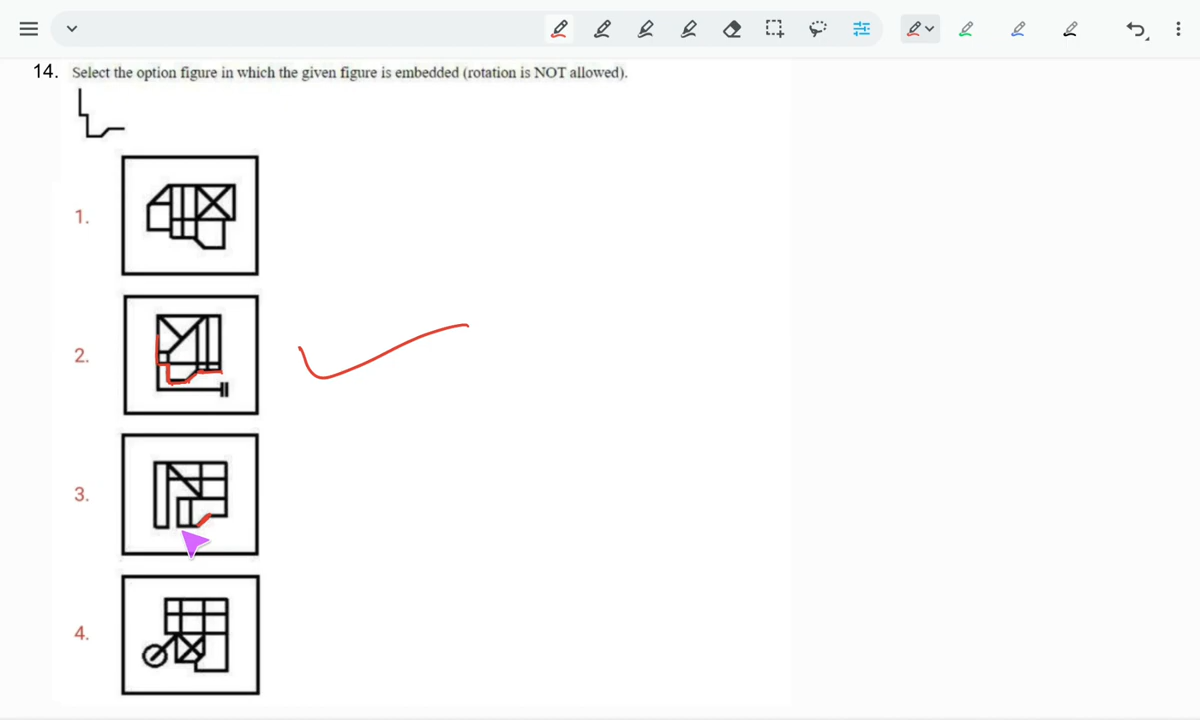 14. Select the option figure in which the given figure is embedded (rotation is NOT allowed).
1.
2.
3.
4.